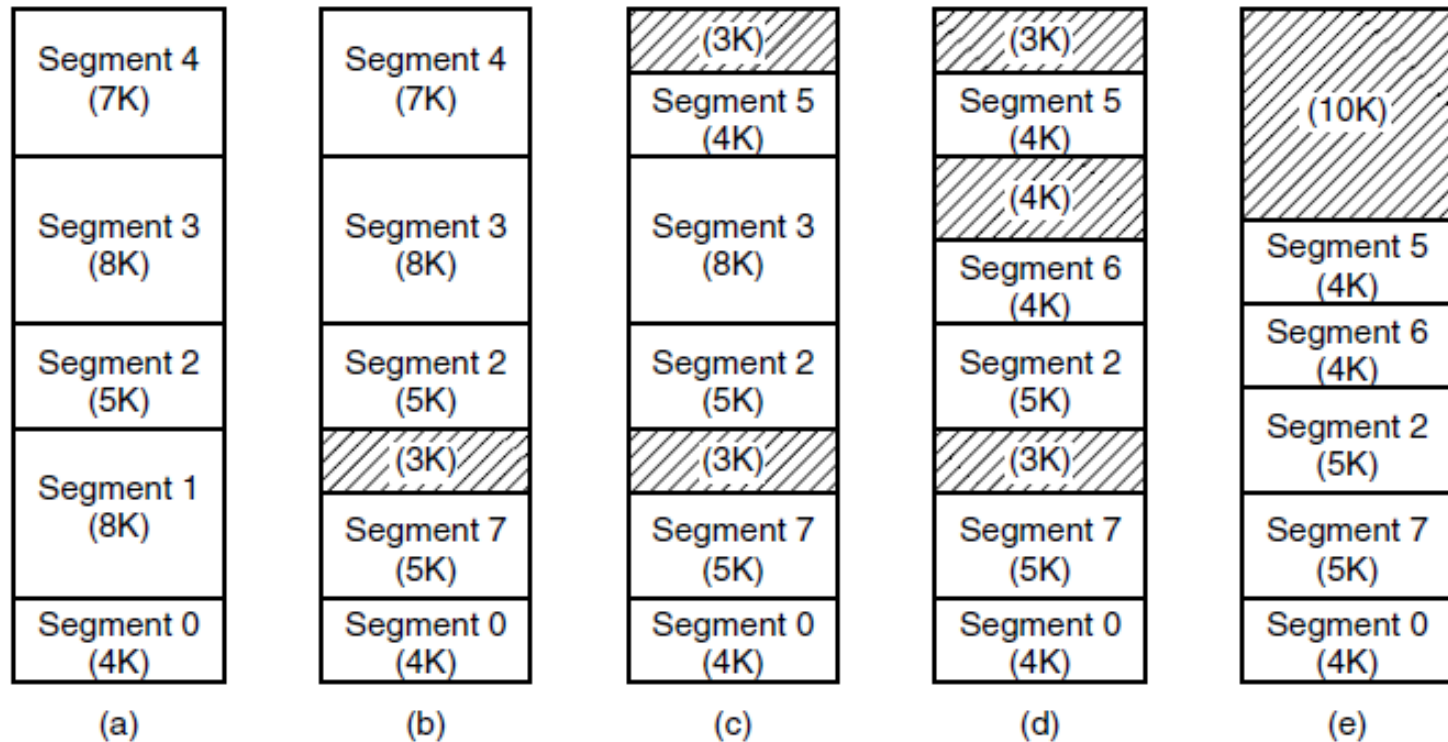 Segment 4
(7K)
Segment 3
(8K)
Segment 2
(5K)
Segment 1
(8K)
Segment 0
(4K)
(a)
Segment 4
(7K)
Segment 3
(8K)
Segment 2
(5K)
(3K)
Segment 7
(5K)
Segment 0
(4K)
(b)
(3K)
Segment 5
(4K)
Segment 3
(8K)
Segment 2
(5K)
(3K)
Segment 7
(5K)
Segment 0
(4K)
(c)
(3K)
Segment 5
(4K)
(4K)
Segment 6
(4K)
Segment 2
(5K)
(3K)
Segment 7
(5K)
Segment 0
(4K)
(d)
(10K)
Segment 5
(4K)
Segment 6
(4K)
Segment 2
(5K)
Segment 7
(5K)
Segment 0
(4K)
(e)